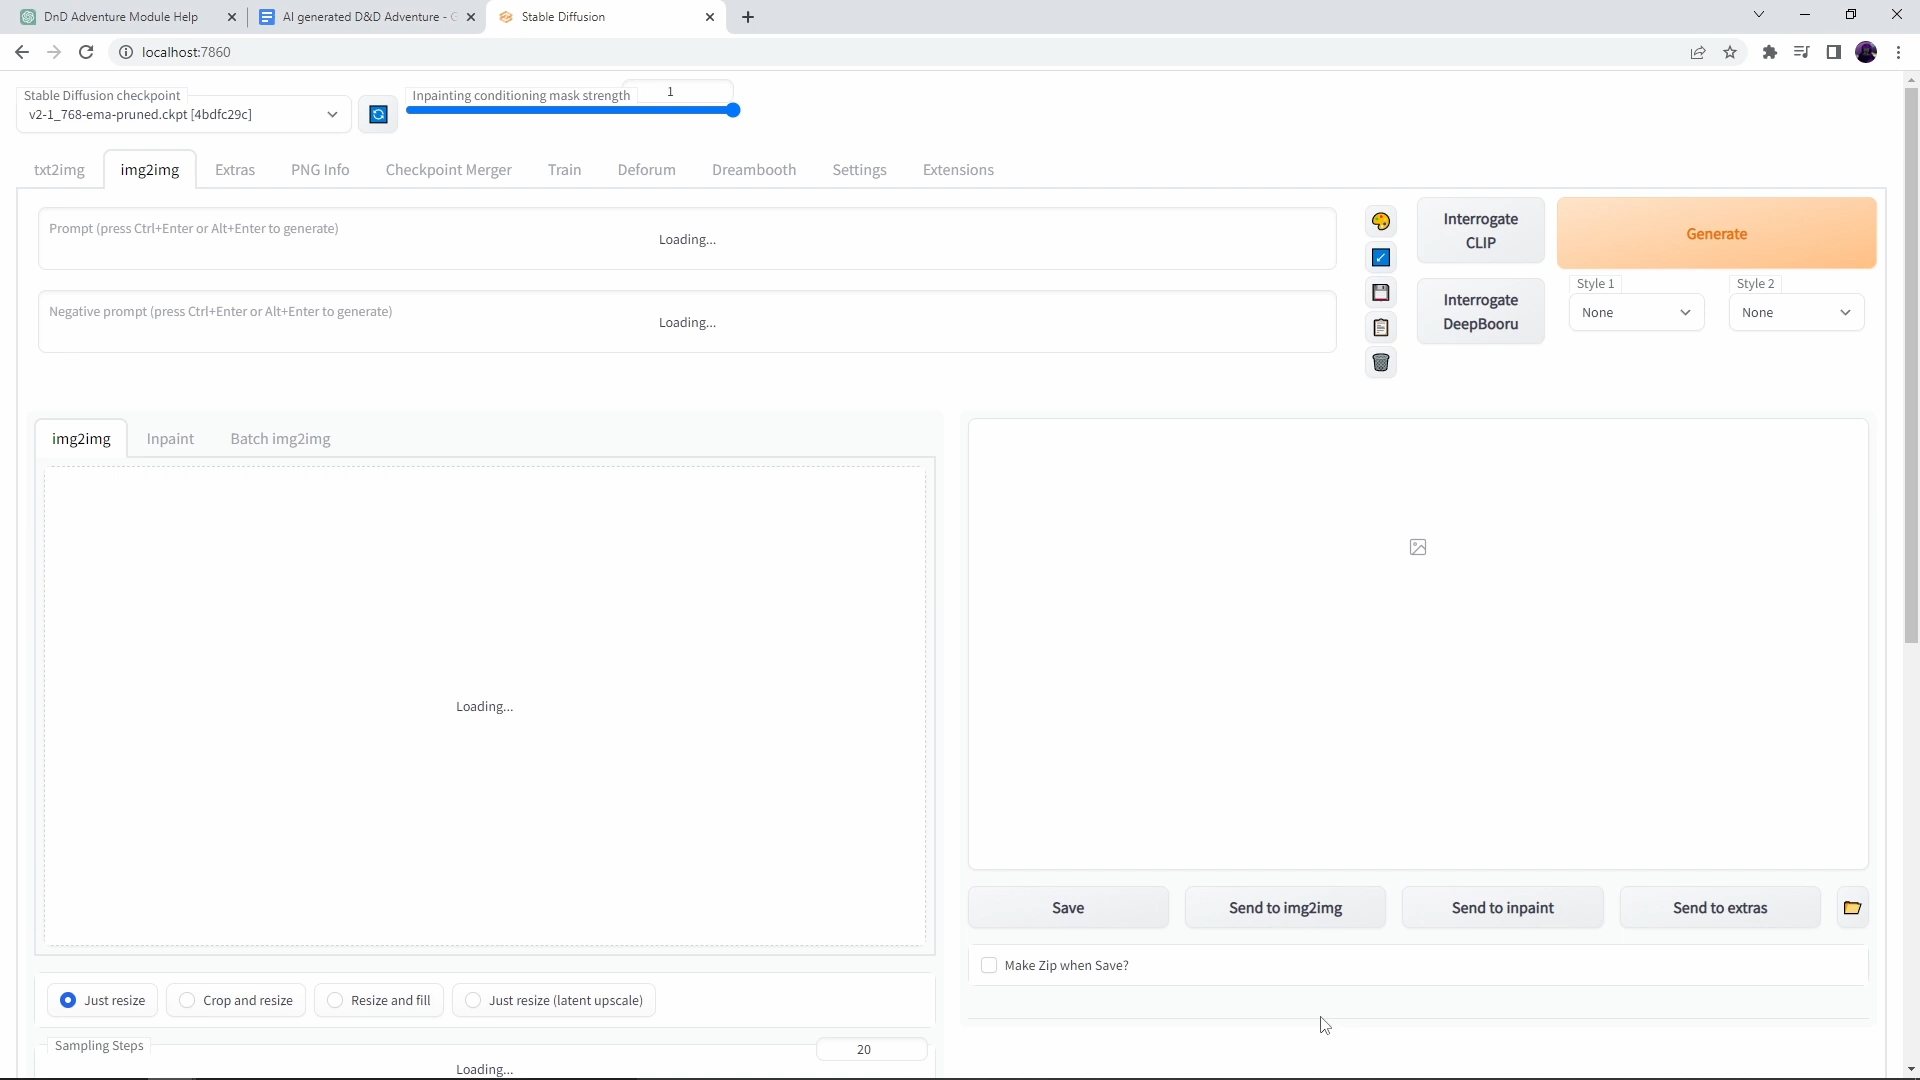 DnD Adventure Module Help
AI generated D&D Adventure - G
Stable Diffusion
localhost:7860
Stable Diffusion checkpoint
v2-1_768-ema-pruned.ckpt [4bdfc29c]
Inpainting conditioning mask strength
1
txt2img
img2img
Extras
PNG Info
Checkpoint Merger
Train
Deforum
Dreambooth
Settings
Extensions
Prompt (press Ctrl+Enter or Alt+Enter to generate)
Loading...
Negative prompt (press Ctrl+Enter or Alt+Enter to generate)
Loading...
Interrogate
CLIP
Generate
Interrogate
DeepBooru
Style 1
None
Style 2
None
img2img
Inpaint
Batch img2img
Loading...
Save
Send to img2img
Send to inpaint
Send to extras
Make Zip when Save?
Just resize
Crop and resize
Resize and fill
Just resize (latent upscale)
Sampling Steps
20
Loading...